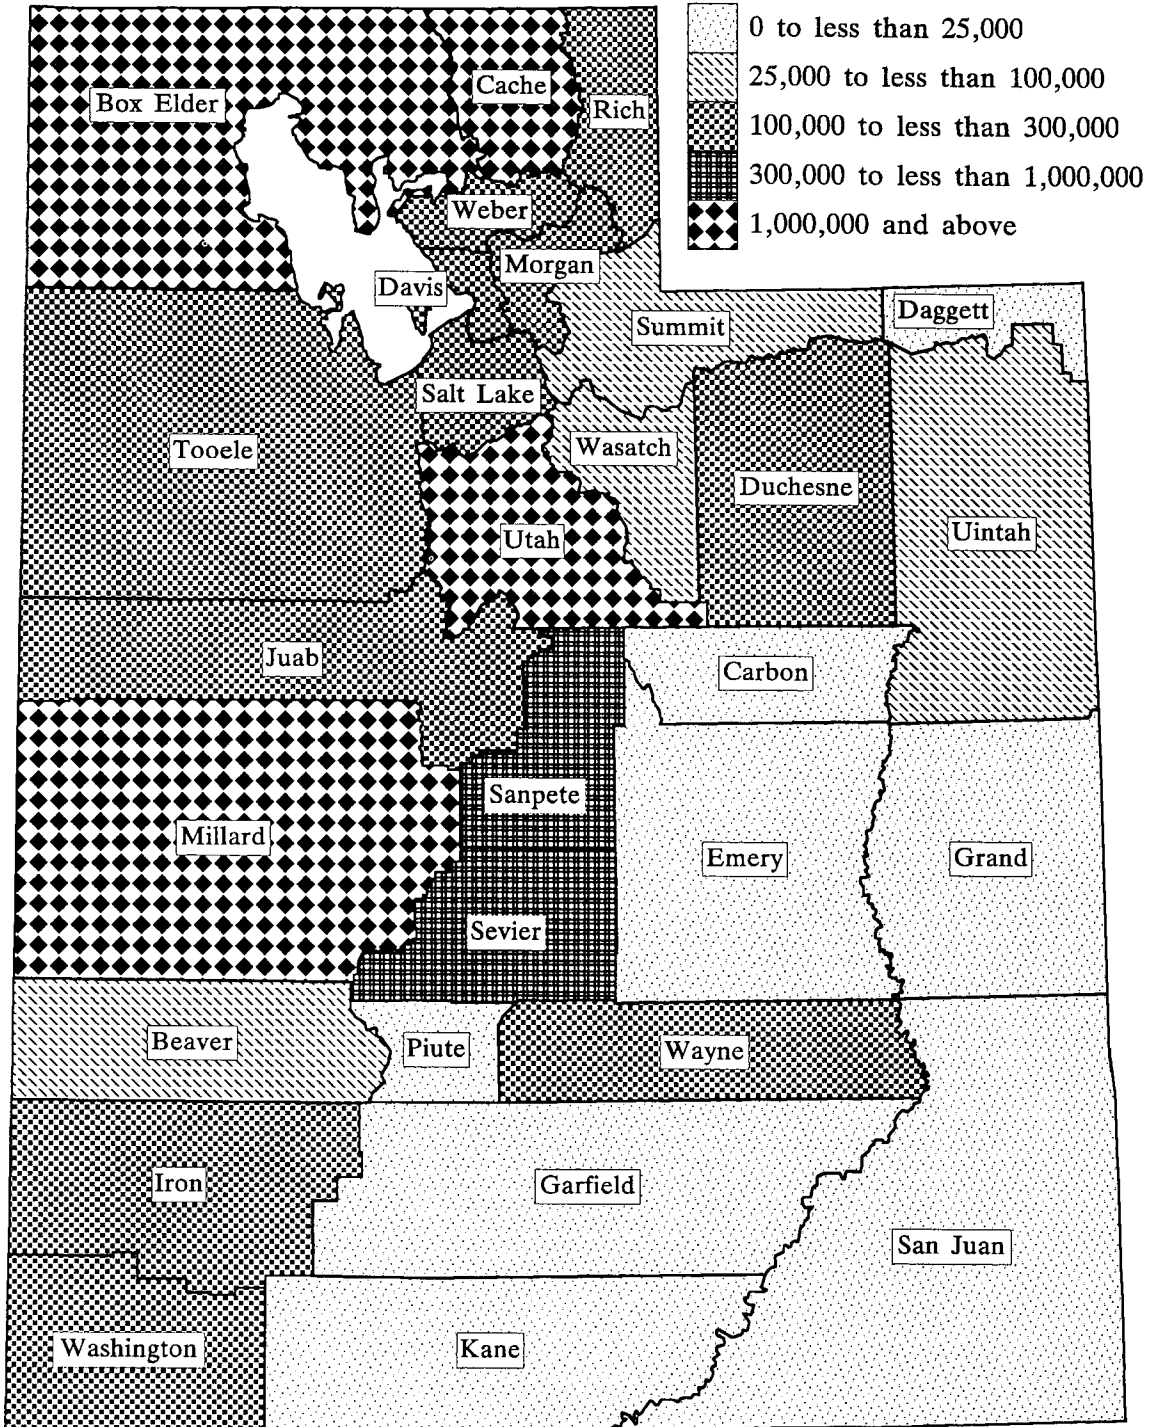 0 to less than 25,000
25,000 to less than 100,000
100,000 to less than 300,000
300,000 to less than 1,000,000
1,000,000 and above
Box Elder
Cache
Rich
Weber
Morgan
Davis
Summit
Daggett
Salt Lake
Tooele
Wasatch
Duchesne
Uintah
Utah
Juab
Carbon
Sanpete
Millard
Emery
Grand
Sevier
Beaver
Piute
Wayne
Iron
Garfield
San Juan
Washington
Kane